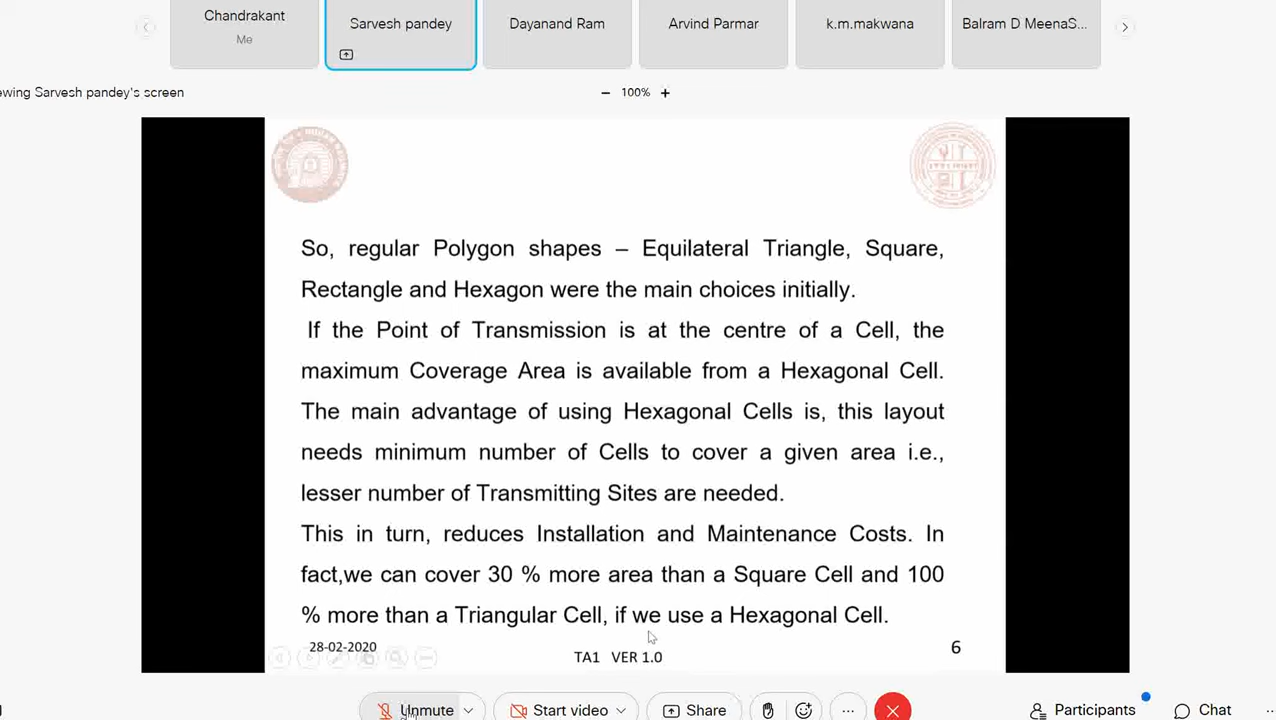 Chandrakant
Me
Sarvesh pandey
Dayanand Ram
Arvind Parmar
k.m.makwana
Balram D MeenaS...
ewing Sarvesh pandey's screen
100%
So, regular Polygon shapes – Equilateral Triangle, Square,
Rectangle and Hexagon were the main choices initially.
If the Point of Transmission is at the centre of a Cell, the
maximum Coverage Area is available from a Hexagonal Cell.
The main advantage of using Hexagonal Cells is, this layout
needs minimum number of Cells to cover a given area i.e.,
lesser number of Transmitting Sites are needed.
This in turn, reduces Installation and Maintenance Costs. In
fact,we can cover 30 % more area than a Square Cell and 100
% more than a Triangular Cell, if we use a Hexagonal Cell.
28-02-2020
TA1 VER 1.0
6
Unmute
Start video
Share
...
Participants
Chat